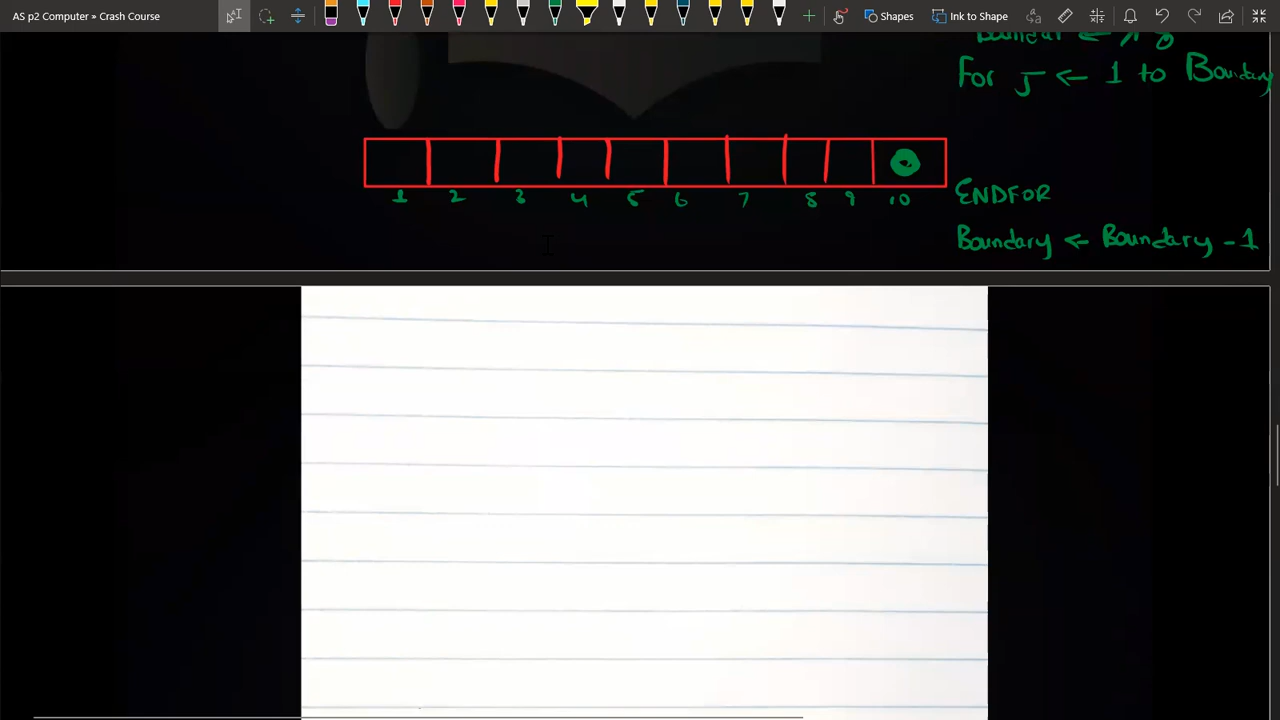 AS p2 Computer » Crash Course
Shapes
Ink to Shape
For J ← 1 to Boundary
1 2 3 4 5 6 7 8 9 10
ENDFOR
Boundary ← Boundary - 1